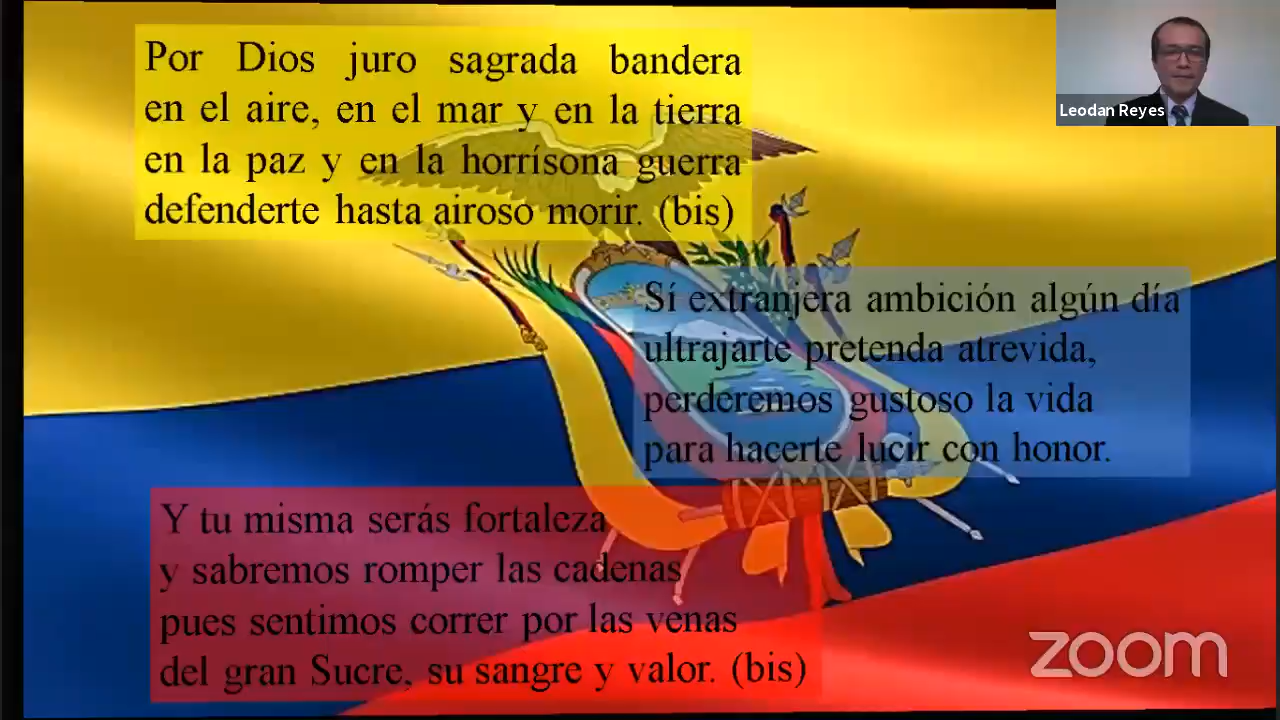 Por Dios juro sagrada bandera
en el aire, en el mar y en la tierra
en la paz y en la horrísona guerra
defenderte hasta airoso morir. (bis)
Leodan Reyes
Sí extranjera ambición algún día
ultrajarte pretenda atrevida,
perderemos gustoso la vida
para hacerte lucir con honor.
Y tu misma serás fortaleza
y sabremos romper las cadenas
pues sentimos correr por las venas
del gran Sucre, su sangre y valor. (bis)
zoom